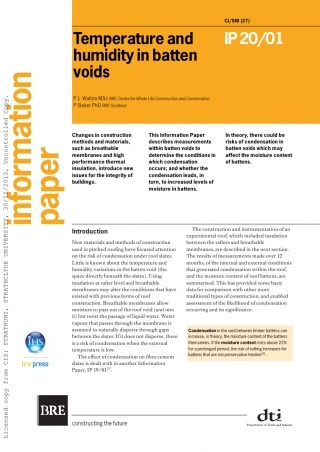 CI/SfB (27)
Temperature and
humidity in batten
voids
IP 20/01
P L Walton MSc BRE Centre for Whole Life Construction and Conservation
P Baker PhD BRE Scotland
information
paper
Licensed copy from CIS: STRATHUNI, STRATHCLYDE UNIVERSITY, 30/12/2013, Uncontrolled Copy.
Changes in construction
methods and materials,
such as breathable
membranes and high
performance thermal
insulation, introduce new
issues for the integrity of
buildings.
This Information Paper
describes measurements
within batten voids to
determine the conditions in
which condensation
occurs; and whether the
condensation leads, in
turn, to increased levels of
moisture in battens.
In theory, there could be
risks of condensation in
batten voids which may
affect the moisture content
of battens.
Introduction
New materials and methods of construction
used in pitched roofing have focused attention
on the risk of condensation under roof slates.
Little is known about the temperature and
humidity variations in the batten void (the
space directly beneath the slates). Using
insulation at rafter level and breathable
membranes may alter the conditions that have
existed with previous forms of roof
construction. Breathable membranes allow
moisture to pass out of the roof void (and into
it) but resist the passage of liquid water. Water
vapour that passes through the membrane is
assumed to naturally disperse through gaps
between the slates. If it does not disperse, there
is a risk of condensation when the external
temperature is low.
The effect of condensation on fibre cement
slates is dealt with in another Information
Paper, IP 19/01[1].
The construction and instrumentation of an
experimental roof, which included insulation
between the rafters and breathable
membranes, are described in the next section.
The results of measurements made over 12
months, of the internal and external conditions
that generated condensation within the roof,
and the moisture content of roof battens, are
summarised. This has provided some basic
data for comparison with other more
traditional types of construction, and enabled
assessment of the likelihood of condensation
occurring and its significance.
Condensation in the roof between timber battens can
increase, in theory, the moisture content of the battens
themselves. If the moisture content rises above 22%
for a prolonged period, the risk of rotting increases for
battens that are not preservative treated[2].
IHS
bre press
BRE
constructing the future
dti
Department of Trade and Industry